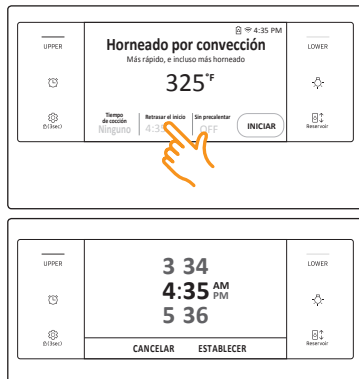 4:35 PM
UPPER
Horneado por convección
LOWER
Más rápido, e incluso más horneado
325°F
Tiempo de cocción
Ninguno
Retrasar el inicio
4:35
Sin precalentar
OFF
INICIAR
(3sec)
Reservoir
UPPER
3 34
LOWER
4:35 AM PM
5 36
(3sec)
Reservoir
CANCELAR ESTABLECER